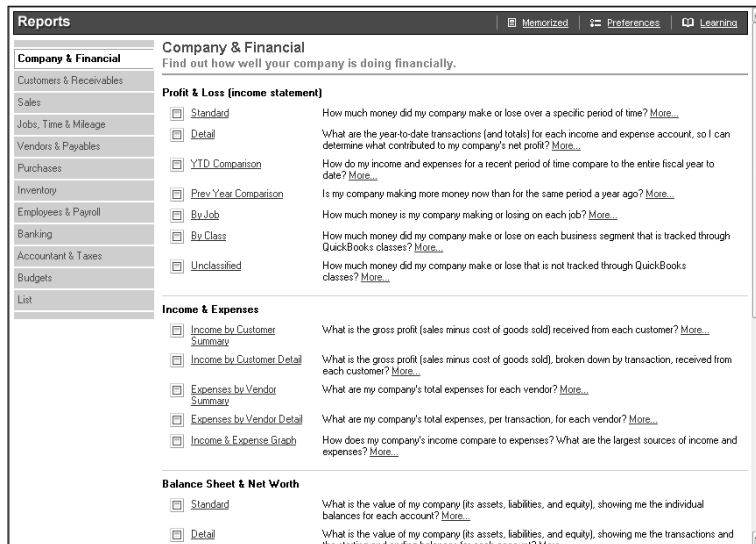 Reports
Memorized
Preferences
Learning
Company & Financial
Customers & Receivables
Sales
Jobs, Time & Mileage
Vendors & Payables
Purchases
Inventory
Employees & Payroll
Banking
Accountant & Taxes
Budgets
List
Company & Financial
Find out how well your company is doing financially.
Profit & Loss (income statement)
Standard
How much money did my company make or lose over a specific period of time? More...
Detail
What are the year-to-date transactions (and totals) for each income and expense account, so I can
determine what contributed to my company's net profit? More...
YTD Comparison
How do my income and expenses for a recent period of time compare to the entire fiscal year to
date? More...
Prev Year Comparison
Is my company making more money now than for the same period a year ago? More...
By Job
How much money is my company making or losing on each job? More...
By Class
How much money did my company make or lose on each business segment that is tracked through
QuickBooks classes? More...
Unclassified
How much money did my company make or lose that is not tracked through QuickBooks
classes? More...
Income & Expenses
Income by Customer
Summary
What is the gross profit (sales minus cost of goods sold) received from each customer? More...
Income by Customer Detail
What is the gross profit (sales minus cost of goods sold), broken down by transaction, received from
each customer? More...
Expenses by Vendor
Summary
What are my company's total expenses for each vendor? More...
Expenses by Vendor Detail
What are my company's total expenses, per transaction, for each vendor? More...
Income & Expense Graph
How does my company's income compare to expenses? What are the largest sources of income and
expenses? More...
Balance Sheet & Net Worth
Standard
What is the value of my company (its assets, liabilities, and equity), showing me the individual
balances for each account? More...
Detail
What is the value of my company (its assets, liabilities, and equity), showing me the transactions and
the starting and ending balances for each account? More...